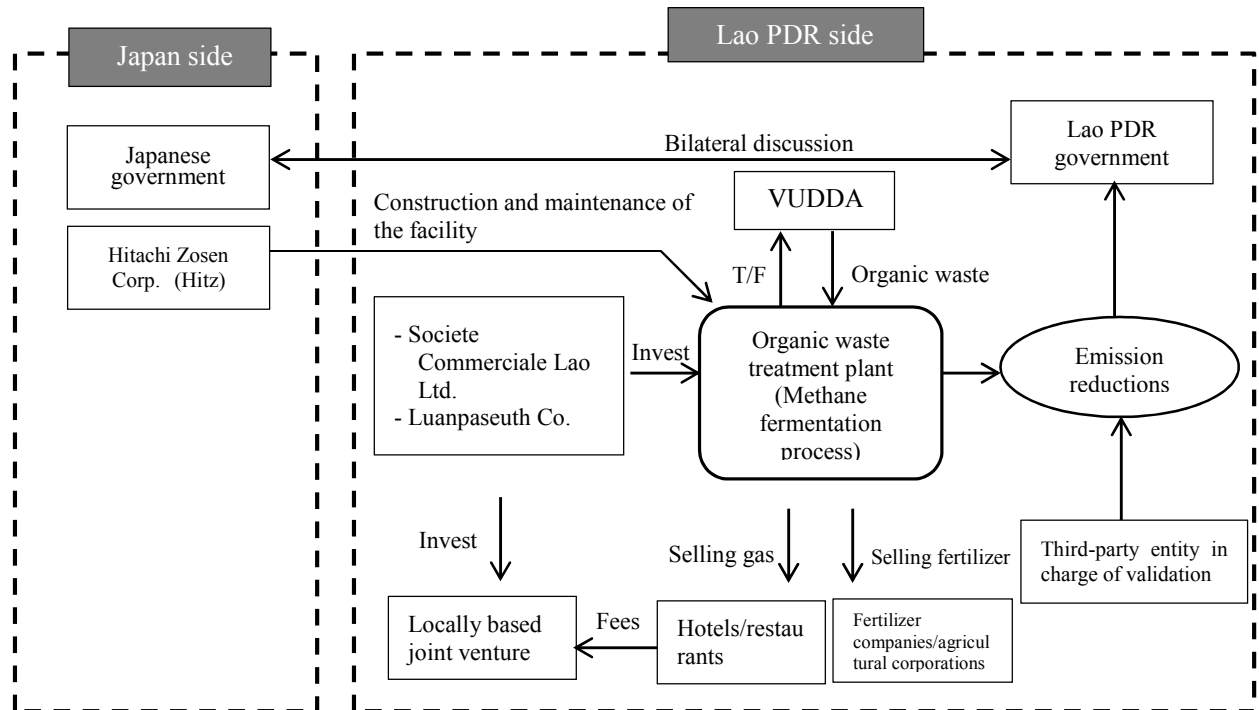 Japan side
Lao PDR side
Japanese
government
Bilateral discussion
Lao PDR
government
Construction and maintenance of
the facility
VUDDA
Hitachi Zosen
Corp. (Hitz)
T/F
Organic waste
- Societe
Commerciale Lao
Ltd.
- Luanpaseuth Co.
Invest
Organic waste
treatment plant
(Methane
fermentation
process)
Emission
reductions
Invest
Selling gas
Selling fertilizer
Third-party entity in
charge of validation
Locally based
joint venture
Fees
Hotels/restau
rants
Fertilizer
companies/agricul
tural corporations